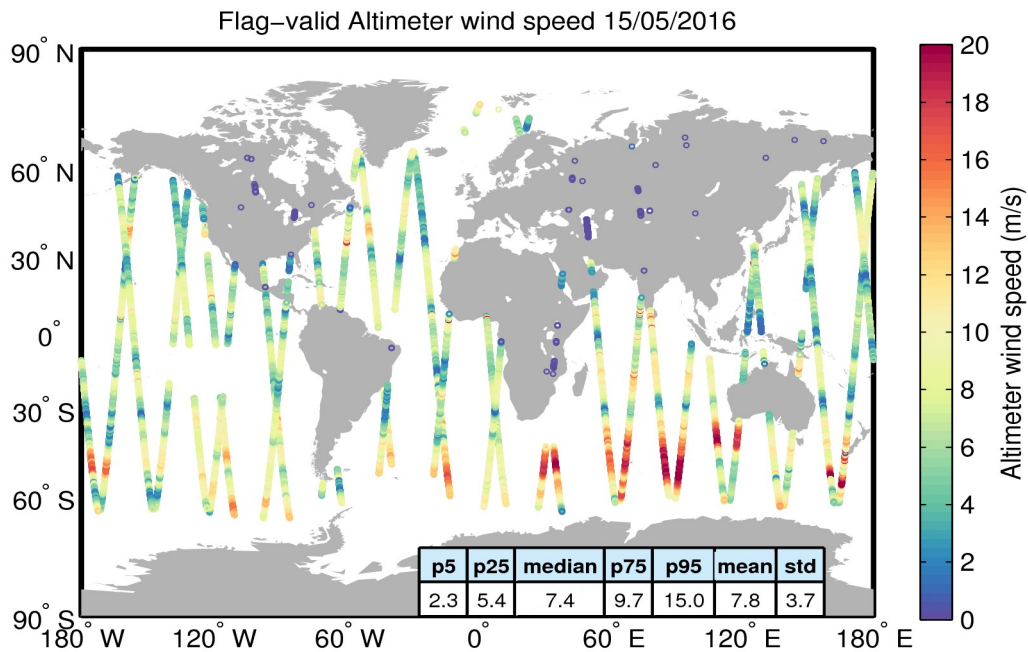 Flag−valid Altimeter wind speed 15/05/2016
90° N
60° N
30° N
0°
30° S
60° S
90° S
180° W
120° W
60° W
0°
60° E
120° E
180° E
p5 p25 median p75 p95 mean std
2.3 5.4 7.4 9.7 15.0 7.8 3.7
20
18
16
14
12
10
8
6
4
2
0
Altimeter wind speed (m/s)